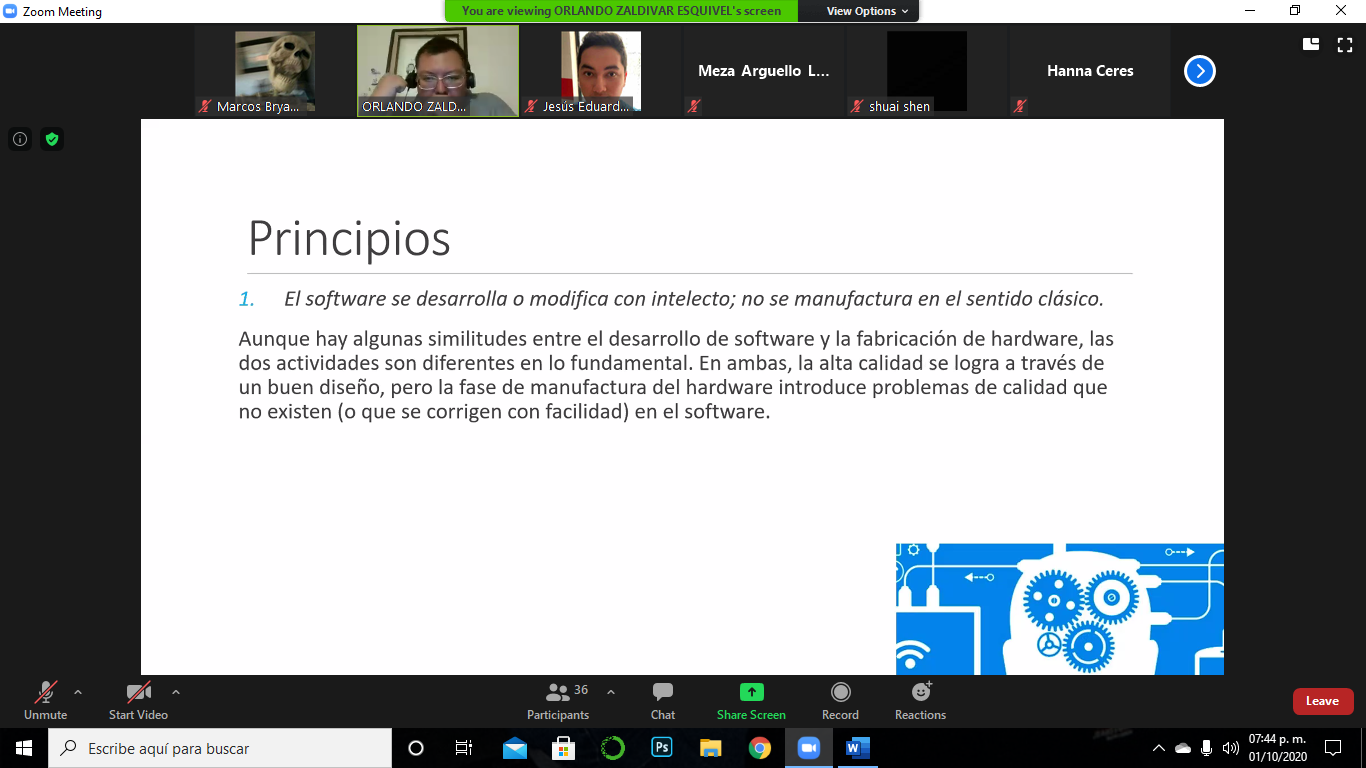 Zoom Meeting
You are viewing ORLANDO ZALDIVAR ESQUIVEL's screen
View Options
Marcos Brya...
ORLANDO ZALD...
Jesús Eduard...
Meza Arguello L...
shuai shen
Hanna Ceres
Principios
1. El software se desarrolla o modifica con intelecto; no se manufactura en el sentido clásico.
Aunque hay algunas similitudes entre el desarrollo de software y la fabricación de hardware, las
dos actividades son diferentes en lo fundamental. En ambas, la alta calidad se logra a través de
un buen diseño, pero la fase de manufactura del hardware introduce problemas de calidad que
no existen (o que se corrigen con facilidad) en el software.
Unmute
Start Video
36
Participants
Chat
Share Screen
Record
Reactions
Leave
Escribe aquí para buscar
Ps
W
07:44 p. m.
01/10/2020